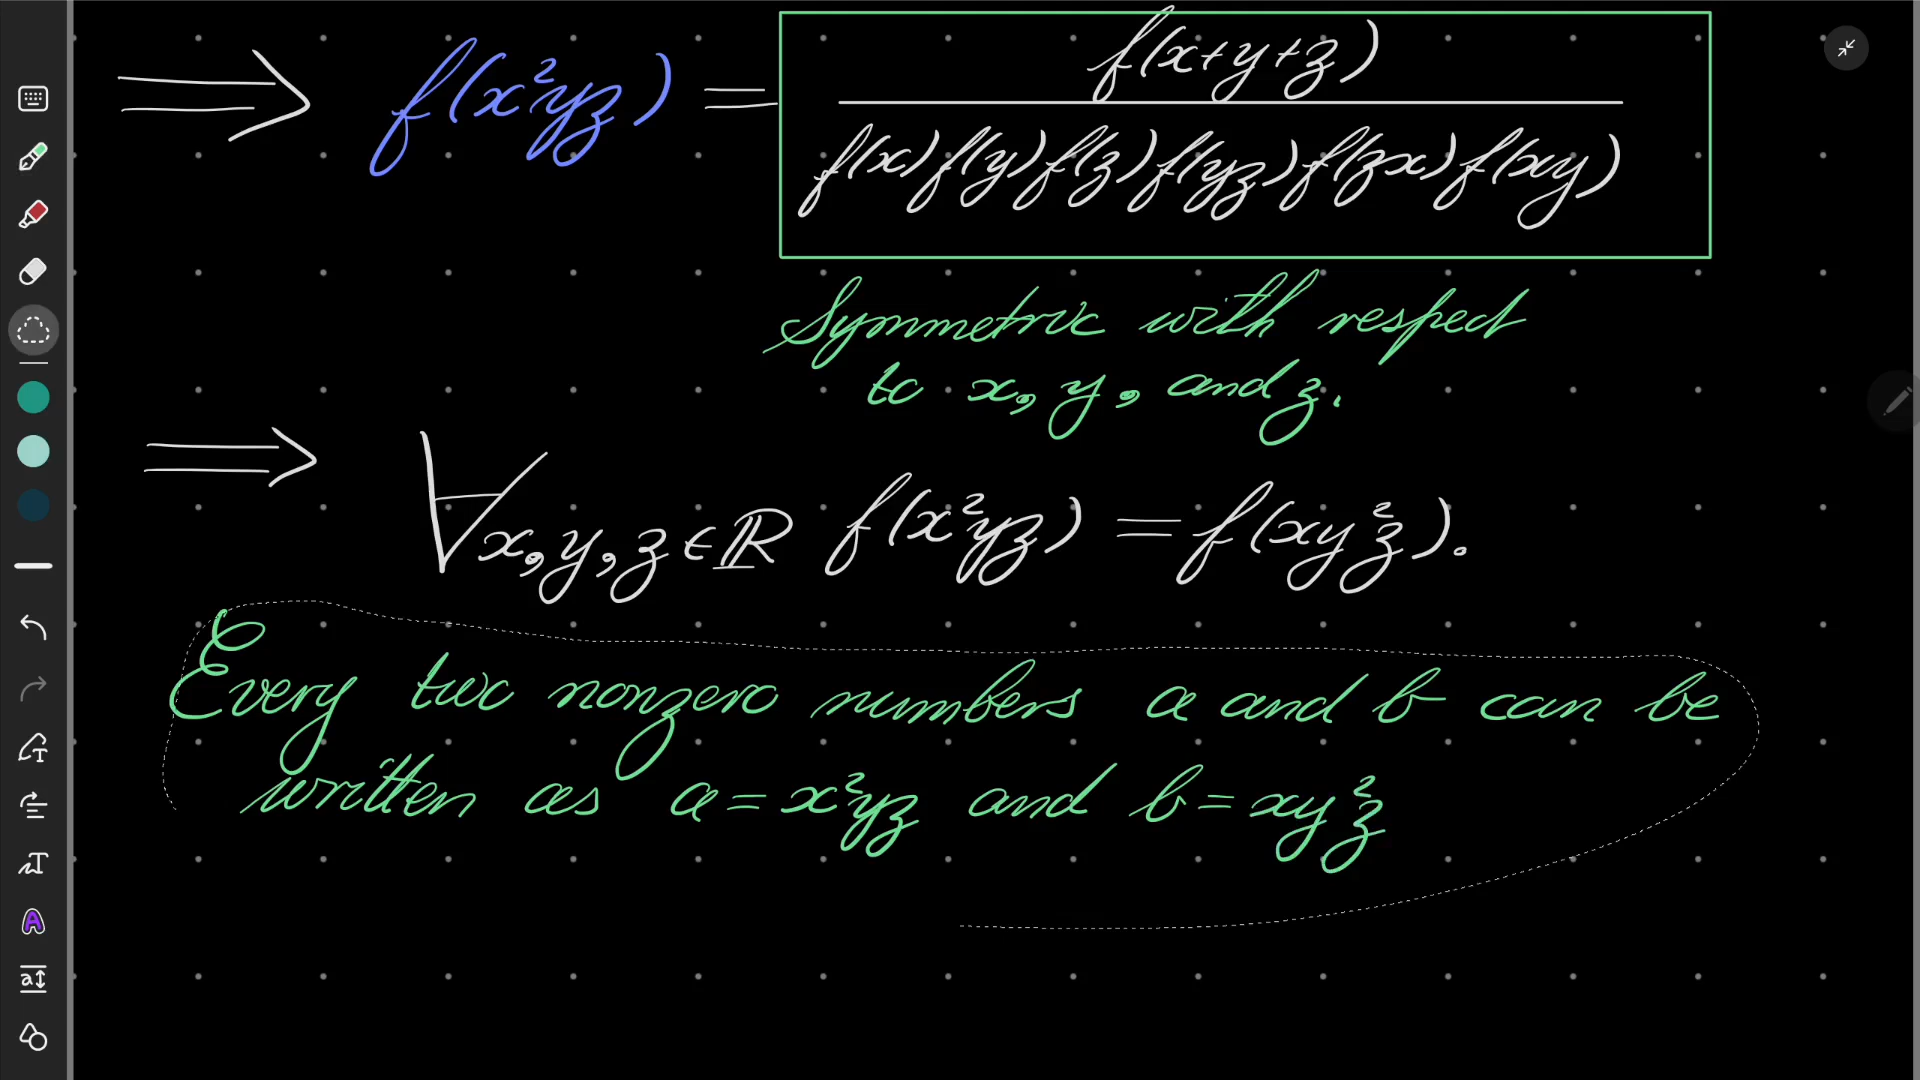 ⟹ f(x²yz) = f(x+y+z) / f(x)f(y)f(z)f(yz)f(zx)f(xy)
Symmetric with respect
to x, y, and z.
⟹ ∀x,y,z∈ℝ f(x²yz) = f(xyz²).
Every two nonzero numbers a and b can be
written as a = x²yz and b = xyz²